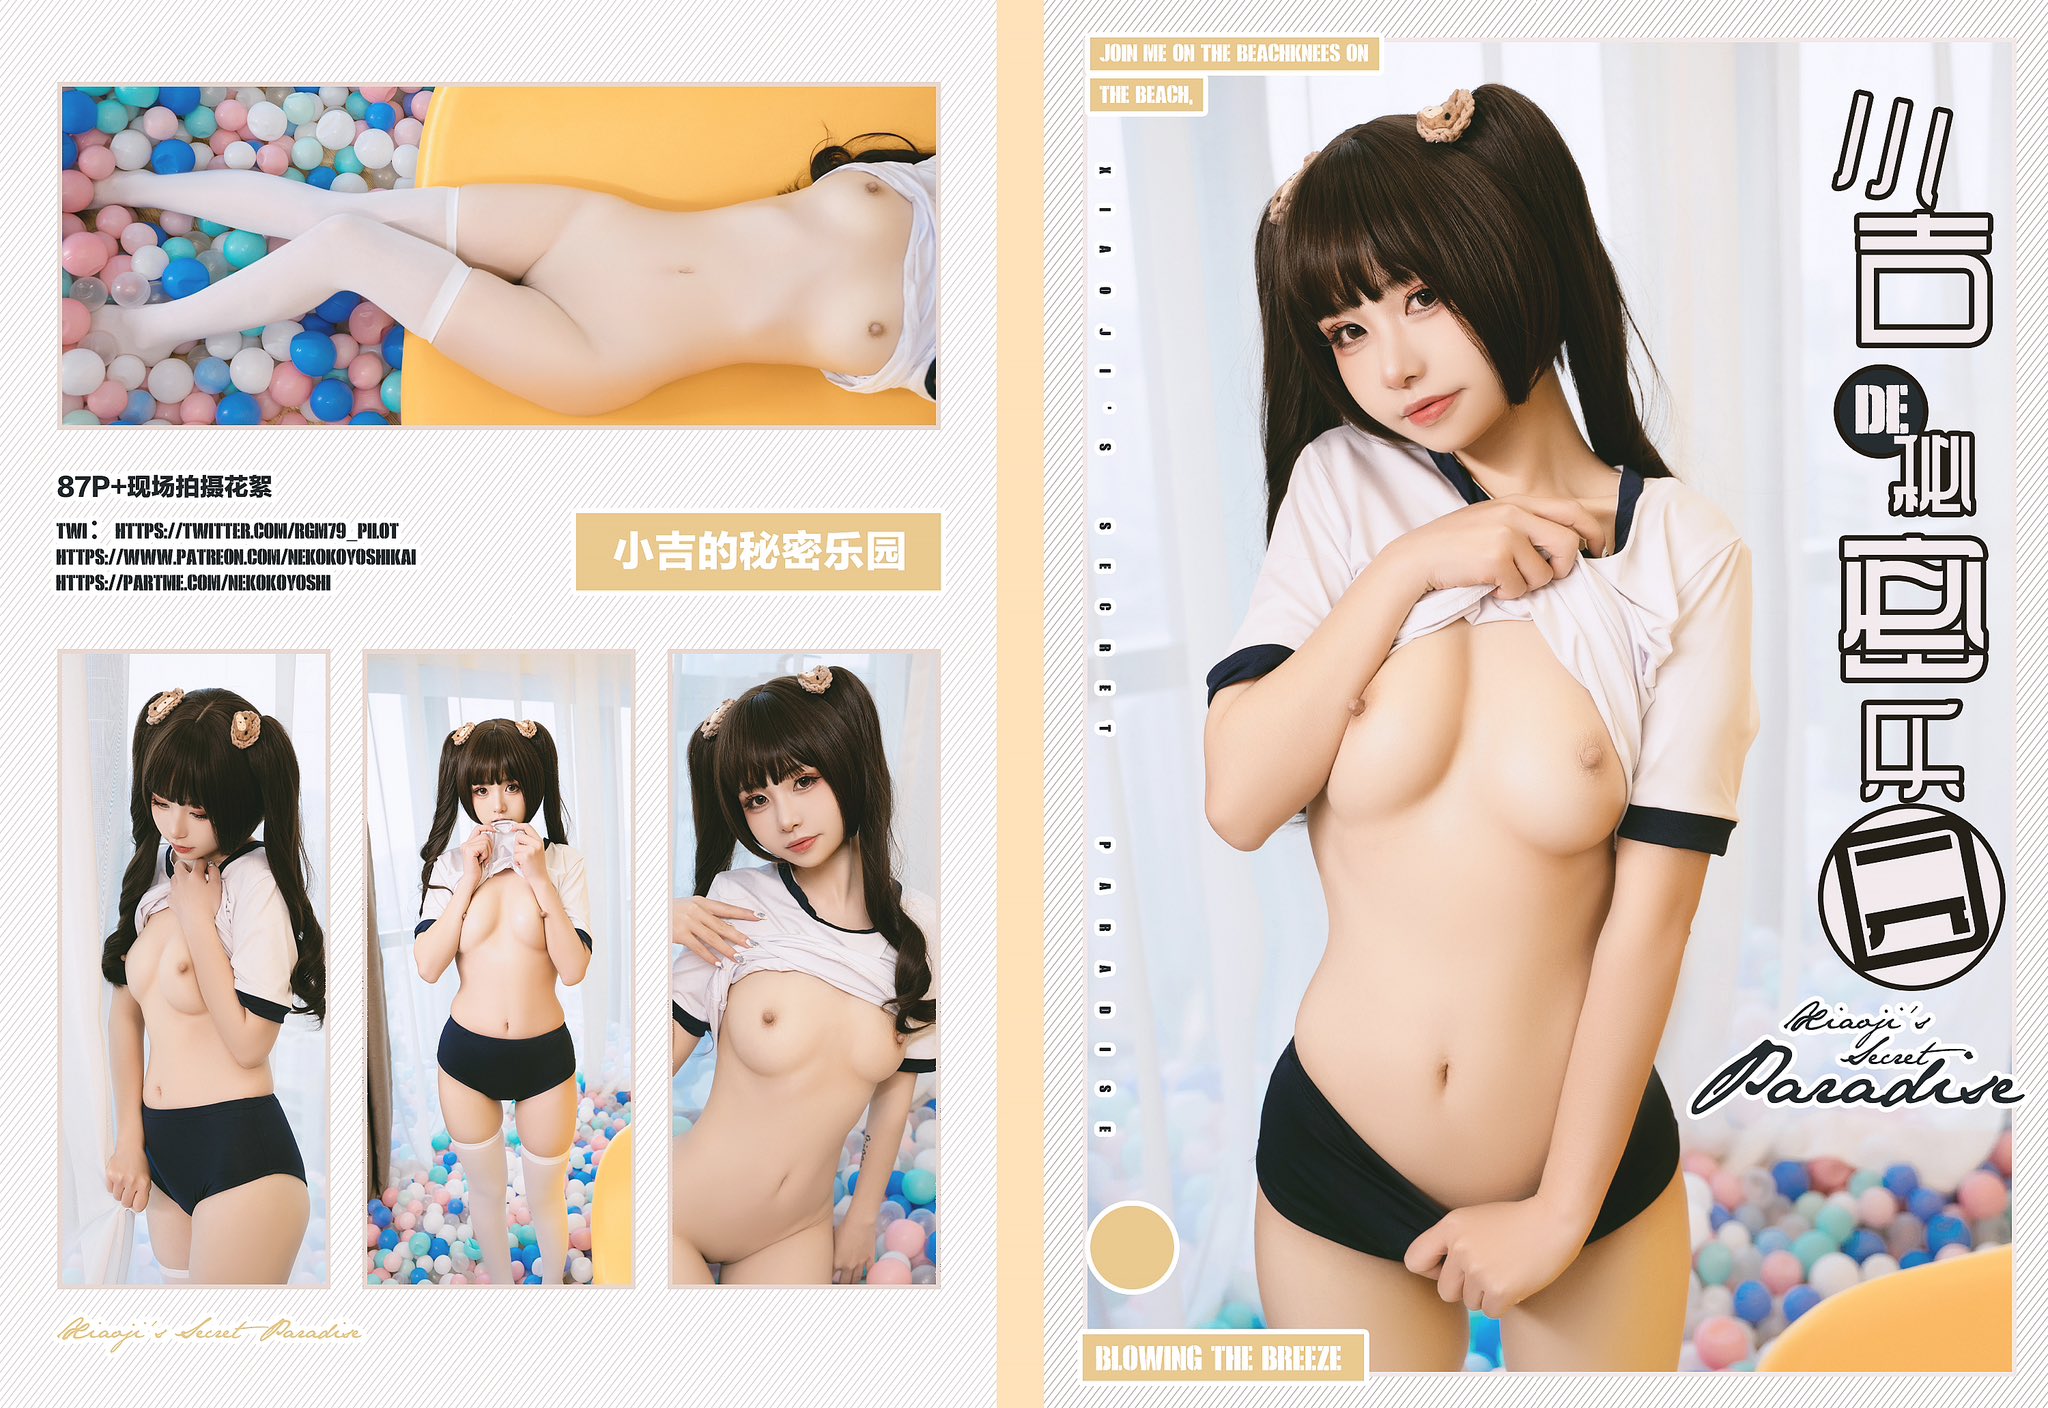 87P+现场拍摄花絮
TWI： HTTPS://TWITTER.COM/RGM79_PILOT
HTTPS://WWW.PATREON.COM/NEKOKOYOSHIKAI
HTTPS://PARTME.COM/NEKOKOYOSHI
小吉的秘密乐园
Xiaoji's Secret Paradise
JOIN ME ON THE BEACHKNEES ON
THE BEACH,
XIAOJI'S SECRET PARADISE
小吉DE秘密乐园
Xiaoji's
Secret
Paradise
BLOWING THE BREEZE